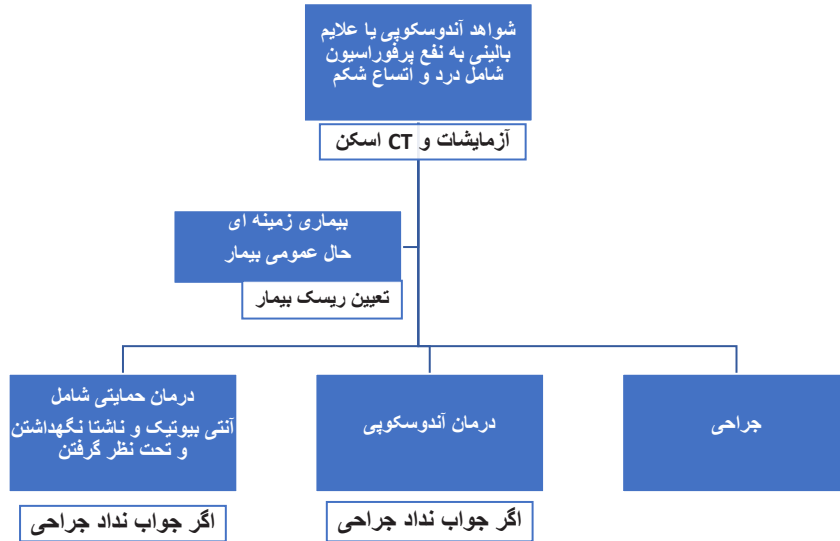 شواهد آندوسکوپی یا علایم
بالینی به نفع پرفوراسیون
شامل درد و اتساع شکم
آزمایشات و CT اسکن
بیماری زمینه ای
حال عمومی بیمار
تعیین ریسک بیمار
جراحی
درمان آندوسکوپی
اگر جواب نداد جراحی
درمان حمایتی شامل
آنتی بیوتیک و ناشتا نگهداشتن
و تحت نظر گرفتن
اگر جواب نداد جراحی